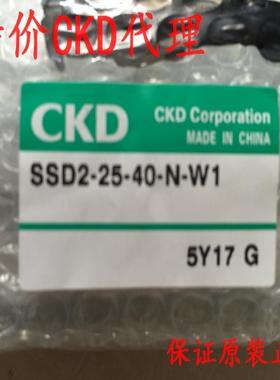 价CKD代理
CKD
CKD Corporation
MADE IN CHINA
SSD2-25-40-N-W1
5Y17 G
保证原装正